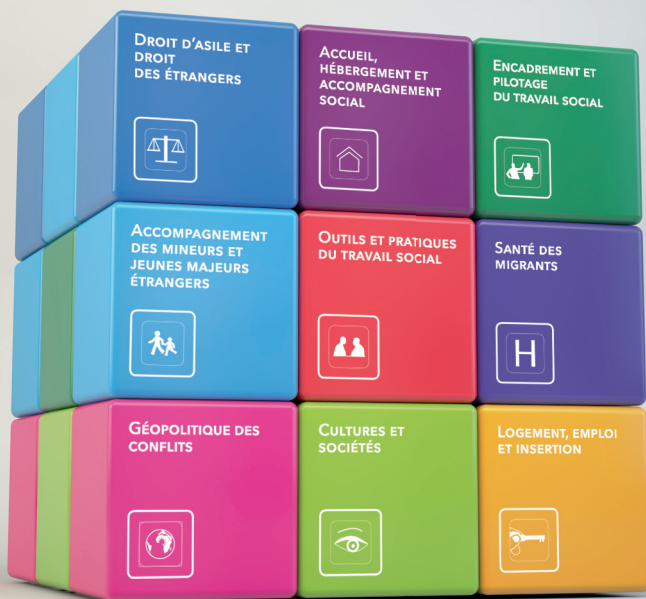 DROIT D'ASILE ET
DROIT
DES ÉTRANGERS
ACCUEIL,
HÉBERGEMENT ET
ACCOMPAGNEMENT
SOCIAL
ENCADREMENT ET
PILOTAGE
DU TRAVAIL SOCIAL
ACCOMPAGNEMENT
DES MINEURS ET
JEUNES MAJEURS
ÉTRANGERS
OUTILS ET PRATIQUES
DU TRAVAIL SOCIAL
SANTÉ DES
MIGRANTS
H
GÉOPOLITIQUE DES
CONFLITS
CULTURES ET
SOCIÉTÉS
LOGEMENT, EMPLOI
ET INSERTION